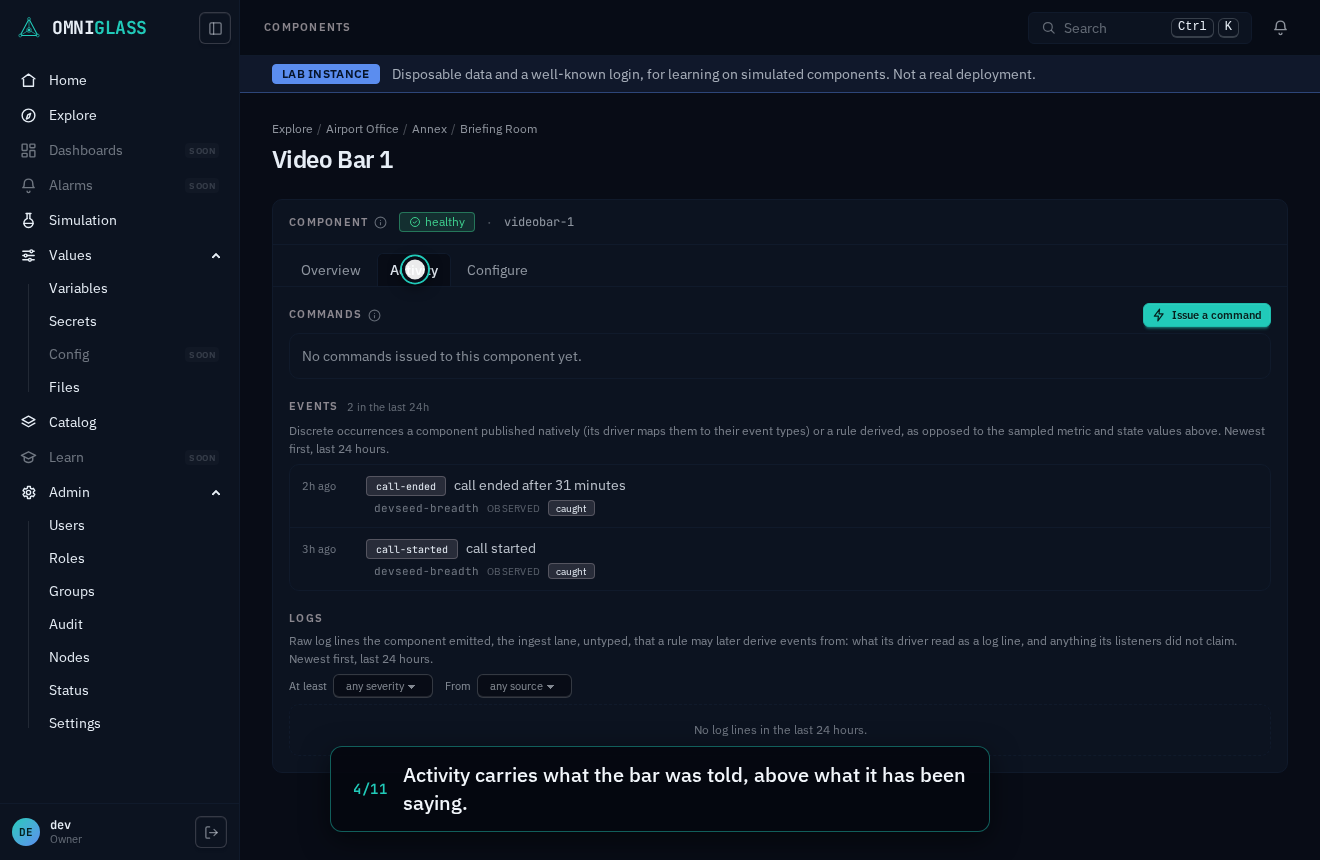 OMNIGLASS
COMPONENTS
Search
Ctrl K
LAB INSTANCE Disposable data and a well-known login, for learning on simulated components. Not a real deployment.
Home
Explore
Dashboards SOON
Alarms SOON
Simulation
Values
Variables
Secrets
Config SOON
Files
Catalog
Learn SOON
Admin
Users
Roles
Groups
Audit
Nodes
Status
Settings
DE
dev
Owner
Explore / Airport Office / Annex / Briefing Room
Video Bar 1
COMPONENT healthy · videobar-1
Overview Activity Configure
COMMANDS
Issue a command
No commands issued to this component yet.
EVENTS 2 in the last 24h
Discrete occurrences a component published natively (its driver maps them to their event types) or a rule derived, as opposed to the sampled metric and state values above. Newest
first, last 24 hours.
2h ago call-ended call ended after 31 minutes
devseed-breadth OBSERVED caught
3h ago call-started call started
devseed-breadth OBSERVED caught
LOGS
Raw log lines the component emitted, the ingest lane, untyped, that a rule may later derive events from: what its driver read as a log line, and anything its listeners did not claim.
Newest first, last 24 hours.
At least any severity From any source
No log lines in the last 24 hours.
4/11 Activity carries what the bar was told, above what it has been
saying.